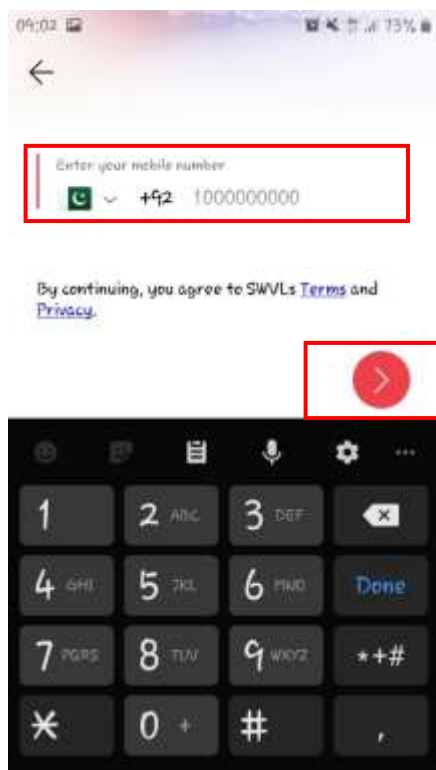 09:02 73%
Enter your mobile number
+92 1000000000
By continuing, you agree to SWVLs Terms and
Privacy.
1 2 ABC 3 DEF
4 GHI 5 JKL 6 MNO Done
7 PQRS 8 TUV 9 WXYZ *+#
* 0 + # ,